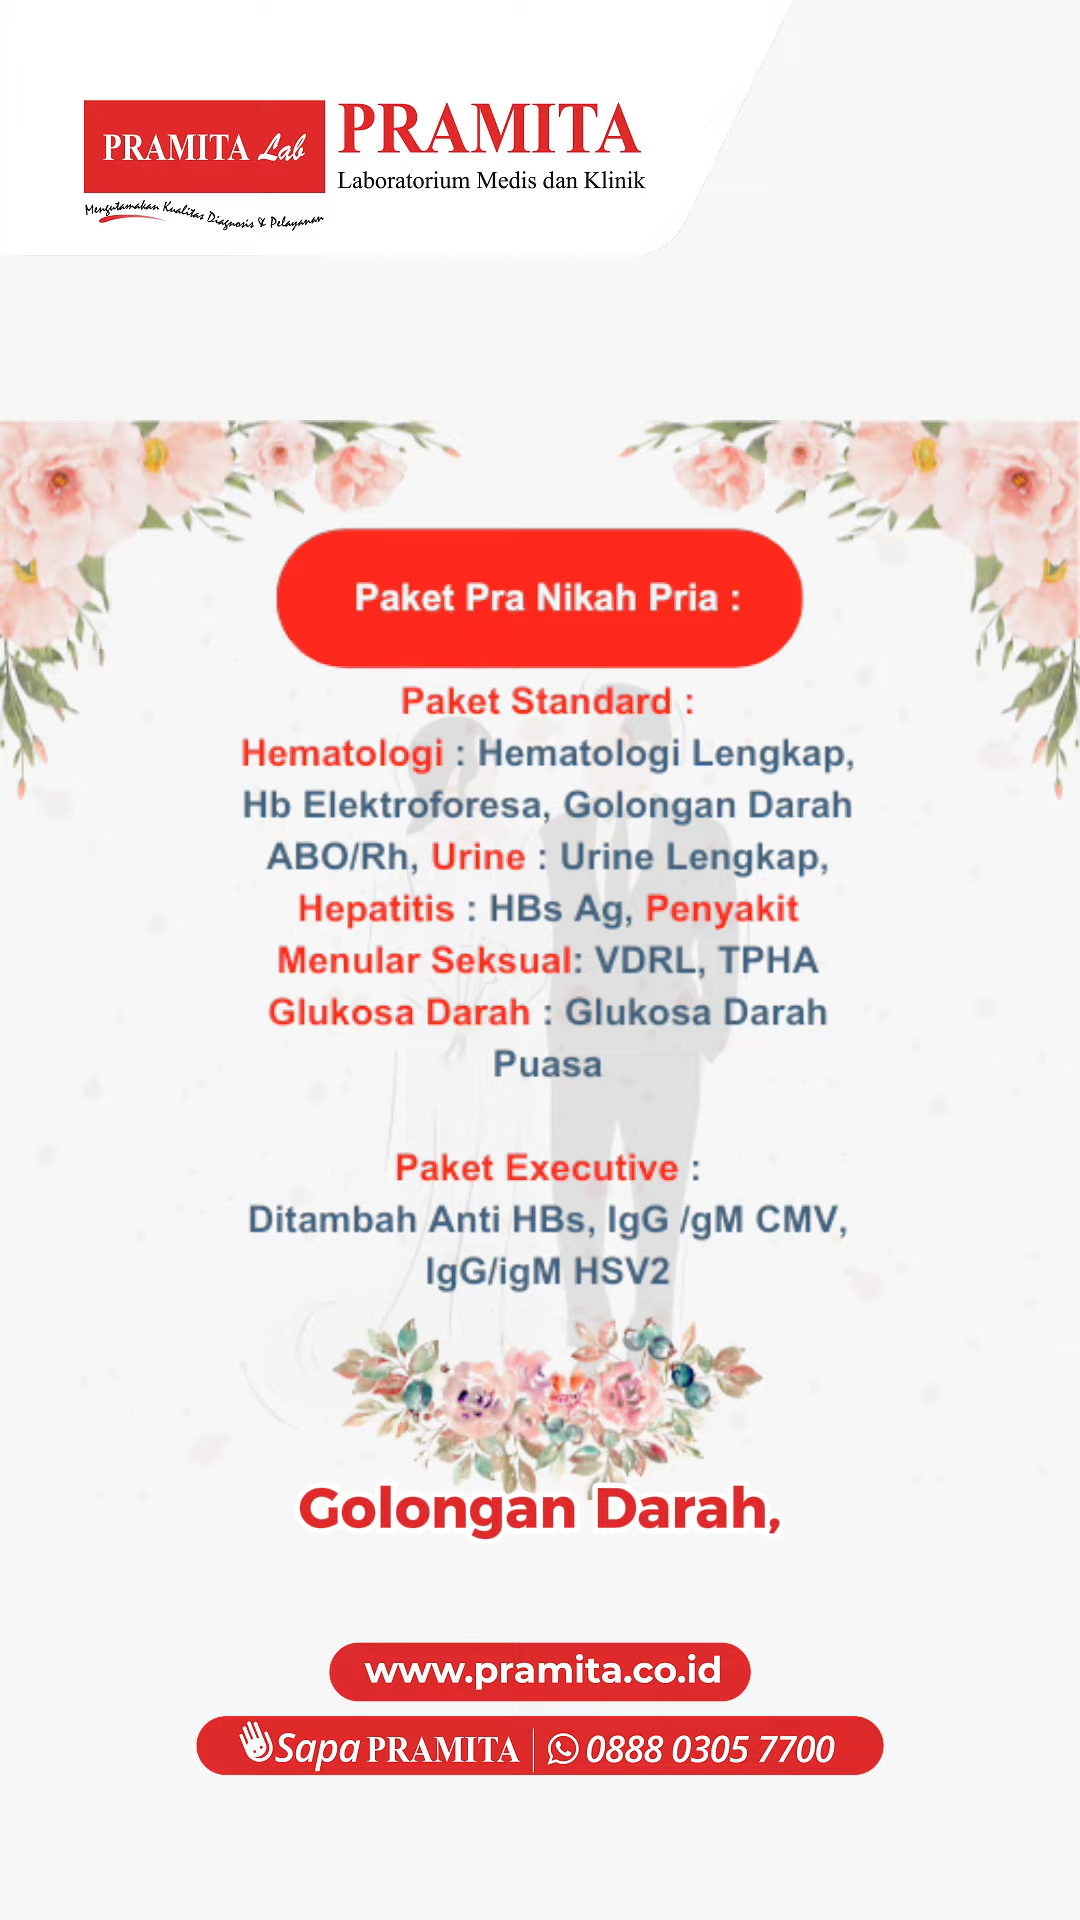 PRAMITA Lab
Mengutamakan Kualitas Diagnosis & Pelayanan
PRAMITA
Laboratorium Medis dan Klinik
Paket Pra Nikah Pria :
Paket Standard :
Hematologi : Hematologi Lengkap,
Hb Elektroforesa, Golongan Darah
ABO/Rh, Urine : Urine Lengkap,
Hepatitis : HBs Ag, Penyakit
Menular Seksual: VDRL, TPHA
Glukosa Darah : Glukosa Darah
Puasa
Paket Executive :
Ditambah Anti HBs, IgG /gM CMV,
IgG/igM HSV2
Golongan Darah,
www.pramita.co.id
Sapa PRAMITA | 0888 0305 7700